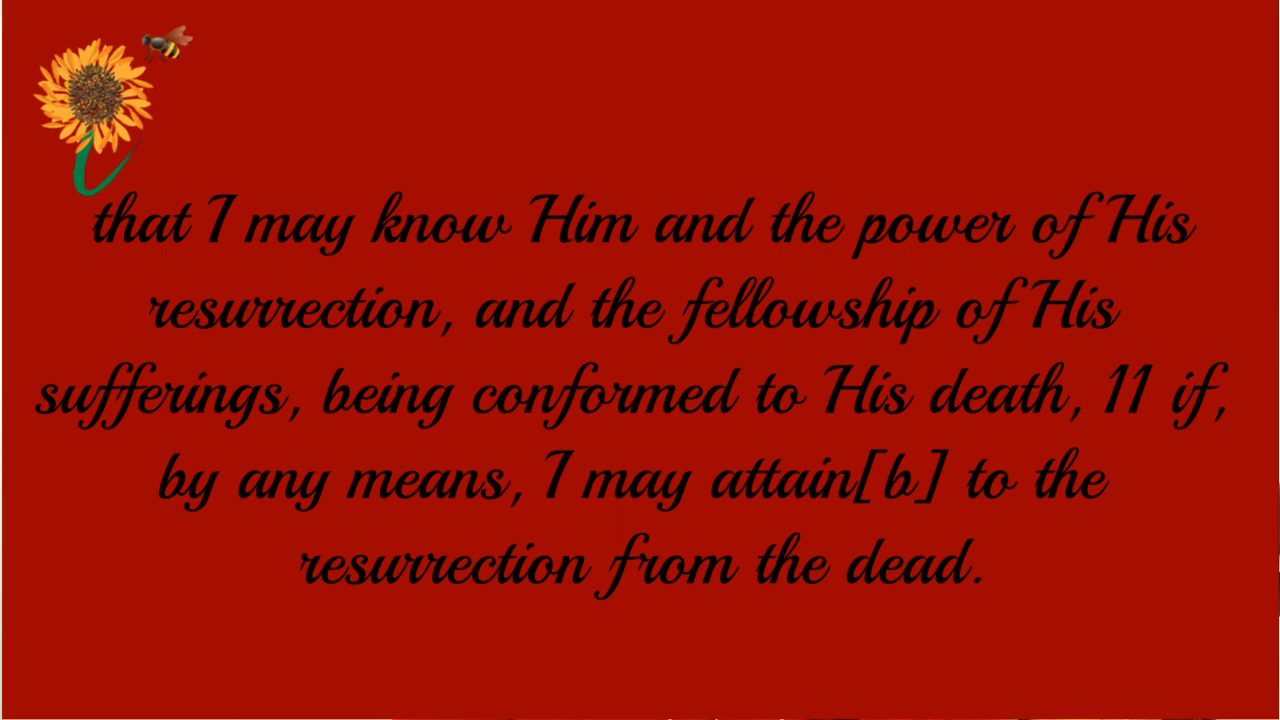 that I may know Him and the power of His
resurrection, and the fellowship of His
sufferings, being conformed to His death, 11 if,
by any means, I may attain[b] to the
resurrection from the dead.